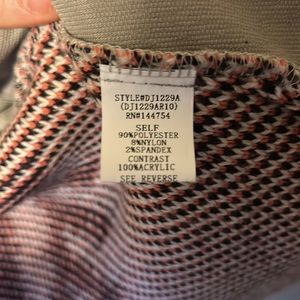 STYLE#DJ1229A
(DJ1229AR10)
RN#144754
SELF
90%POLYESTER
8%NYLON
2%SPANDEX
CONTRAST
100%ACRYLIC
SEE REVERSE